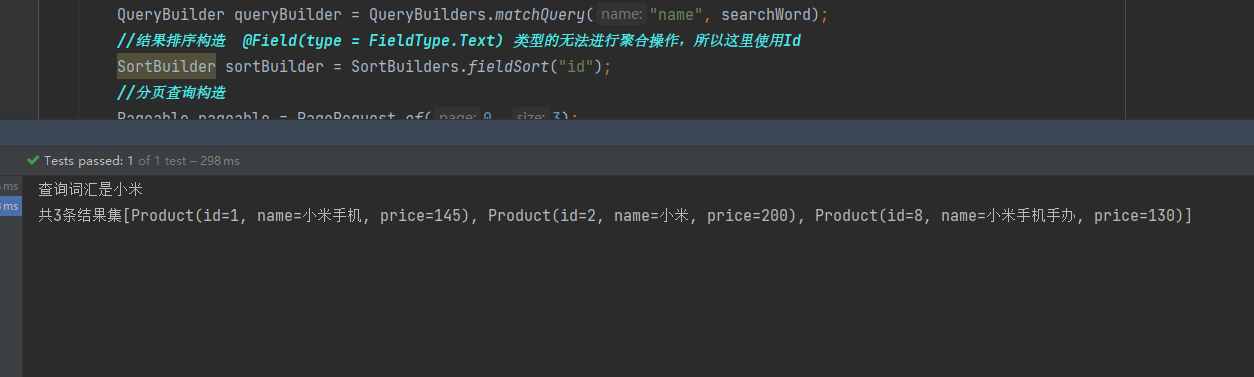 QueryBuilder queryBuilder = QueryBuilders.matchQuery( name: "name", searchWord);
//结果排序构造 @Field(type = FieldType.Text) 类型的无法进行聚合操作，所以这里使用Id
SortBuilder sortBuilder = SortBuilders.fieldSort("id");
//分页查询构造
Pageable pageable = PageRequest.of( page: 0, size: 3);
Tests passed: 1 of 1 test – 298 ms
ms
查询词汇是小米
ms
共3条结果集[Product(id=1, name=小米手机, price=145), Product(id=2, name=小米, price=200), Product(id=8, name=小米手机手办, price=130)]